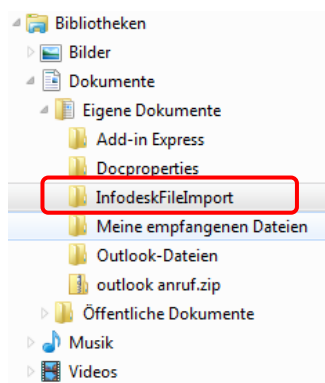 Bibliotheken
Bilder
Dokumente
Eigene Dokumente
Add-in Express
Docproperties
InfodeskFileImport
Meine empfangenen Dateien
Outlook-Dateien
outlook anruf.zip
Öffentliche Dokumente
Musik
Videos